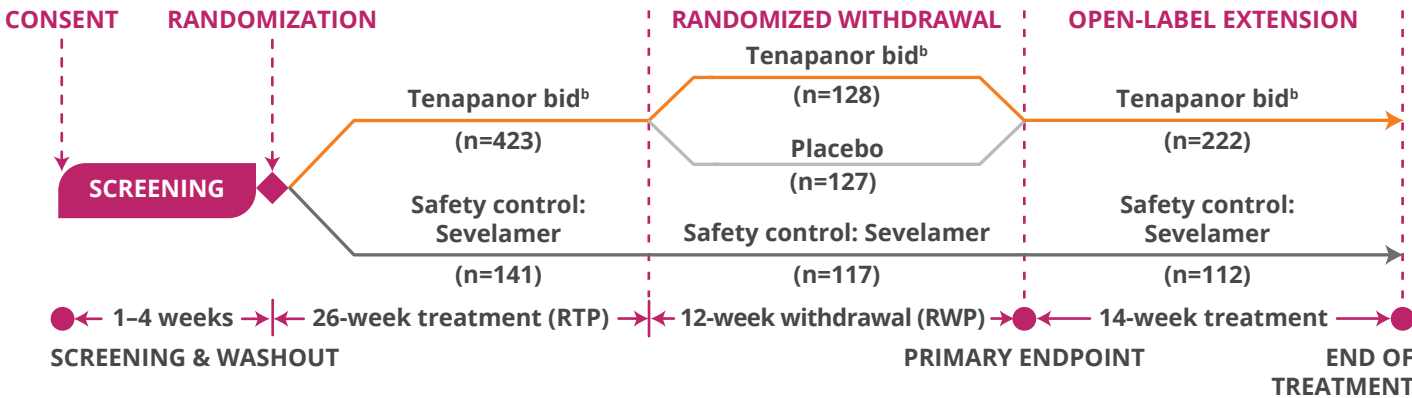 CONSENT
RANDOMIZATION
RANDOMIZED WITHDRAWAL
OPEN-LABEL EXTENSION
Tenapanor bidᵇ
(n=423)
Tenapanor bidᵇ
(n=128)
Placebo
(n=127)
Tenapanor bidᵇ
(n=222)
SCREENING
Safety control:
Sevelamer
(n=141)
Safety control: Sevelamer
(n=117)
Safety control:
Sevelamer
(n=112)
1–4 weeks
26-week treatment (RTP)
12-week withdrawal (RWP)
14-week treatment
SCREENING & WASHOUT
PRIMARY ENDPOINT
END OF
TREATMENT